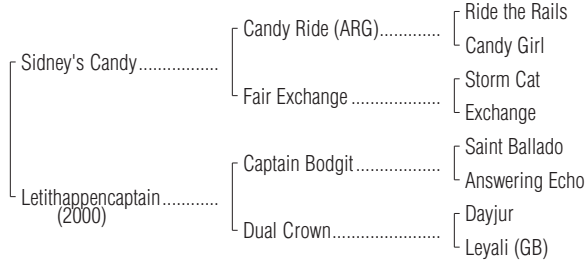 Ride the Rails
Candy Ride (ARG)..............
Candy Girl
Sidney's Candy.................
Storm Cat
Fair Exchange ...................
Exchange
Saint Ballado
Captain Bodgit..................
Answering Echo
Letithappencaptain............
(2000)
Dayjur
Dual Crown.......................
Leyali (GB)